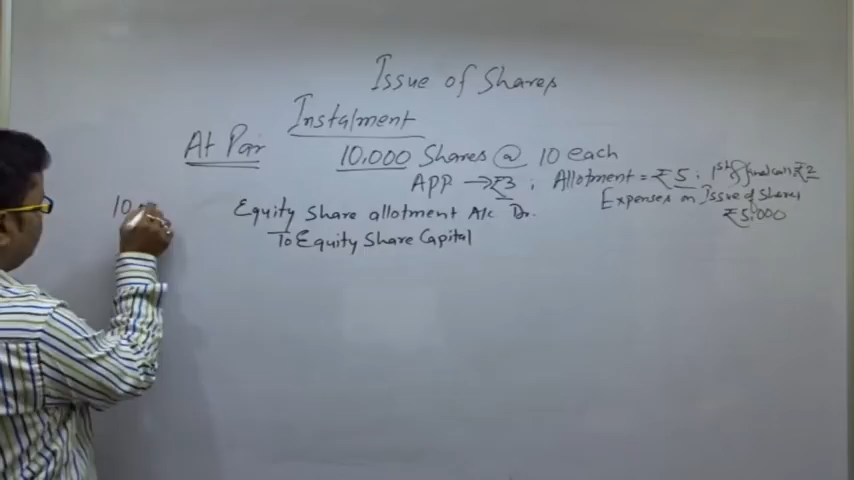 Issue of Shares
Instalment
At Par
10,000 Shares @ 10 each
APP → ₹3 ; Allotment = ₹5 ; 1st & final call ₹2
Expenses on Issue of Shares
₹5,000
Equity Share allotment A/c Dr.
To Equity Share Capital
10